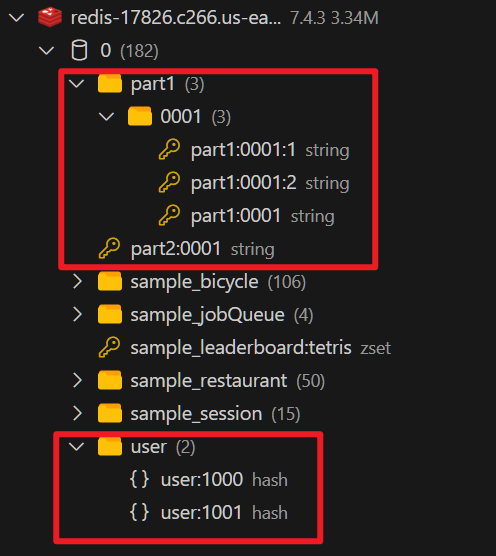 redis-17826.c266.us-ea... 7.4.3 3.34M
0 (182)
part1 (3)
0001 (3)
part1:0001:1 string
part1:0001:2 string
part1:0001 string
part2:0001 string
sample_bicycle (106)
sample_jobQueue (4)
sample_leaderboard:tetris zset
sample_restaurant (50)
sample_session (15)
user (2)
{} user:1000 hash
{} user:1001 hash